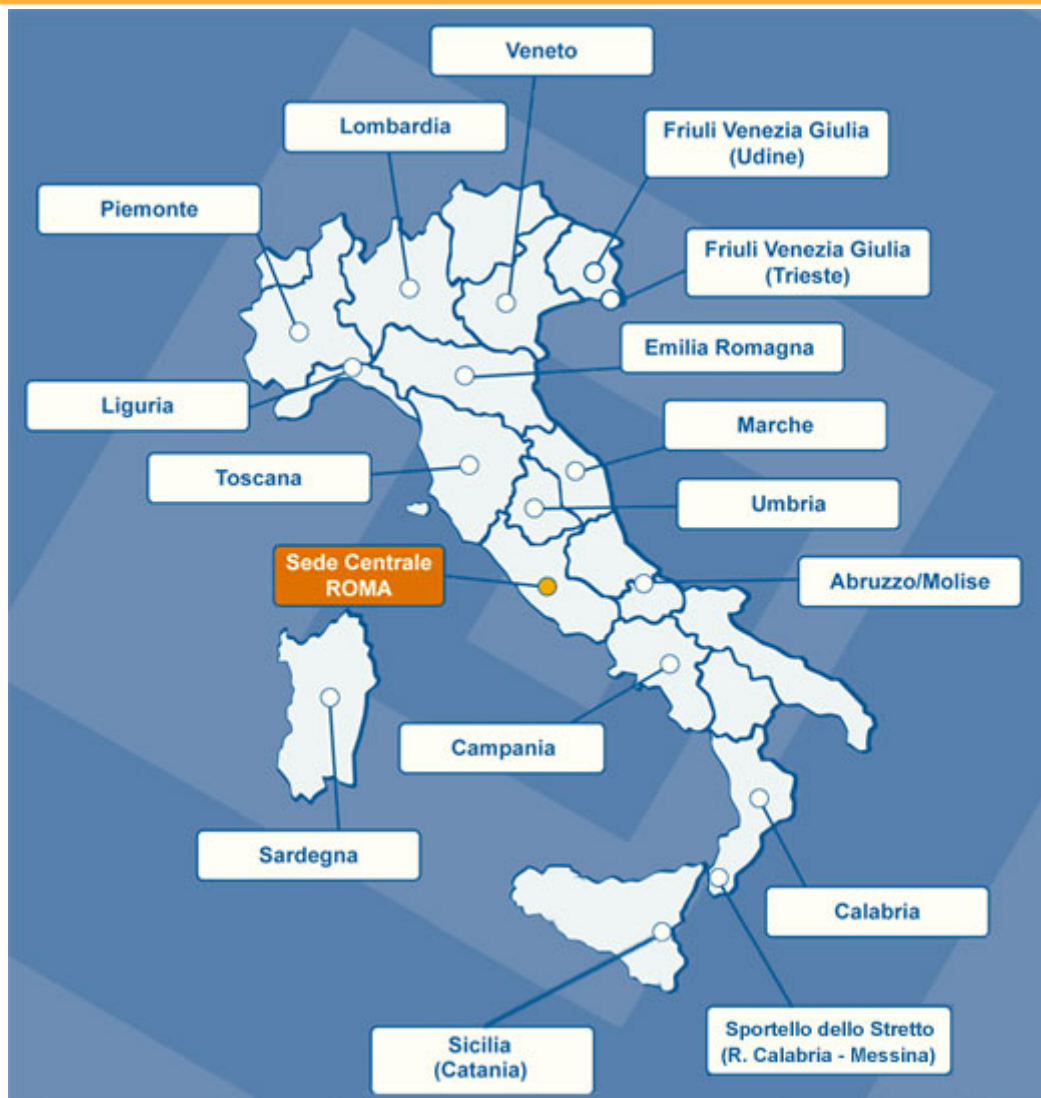 Veneto
Lombardia
Friuli Venezia Giulia
(Udine)
Piemonte
Friuli Venezia Giulia
(Trieste)
Emilia Romagna
Liguria
Marche
Toscana
Umbria
Sede Centrale
ROMA
Abruzzo/Molise
Campania
Sardegna
Calabria
Sicilia
(Catania)
Sportello dello Stretto
(R. Calabria - Messina)